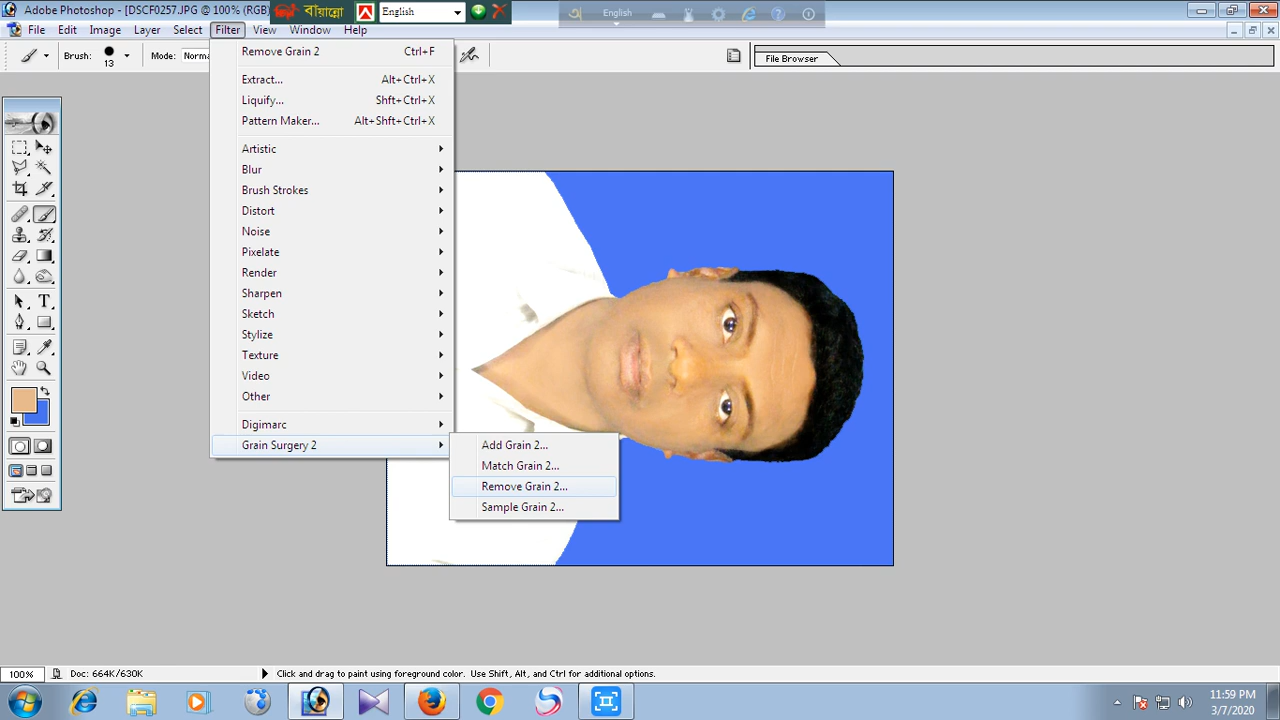 Adobe Photoshop - [DSCF0257.JPG @ 100% (RGB)
বায়ান্নো
English
English
File Edit Image Layer Select Filter View Window Help
Brush: 13 Mode:
File Browser
Remove Grain 2 Ctrl+F
Extract... Alt+Ctrl+X
Liquify... Shft+Ctrl+X
Pattern Maker... Alt+Shft+Ctrl+X
Artistic
Blur
Brush Strokes
Distort
Noise
Pixelate
Render
Sharpen
Sketch
Stylize
Texture
Video
Other
Digimarc
Grain Surgery 2
Add Grain 2...
Match Grain 2...
Remove Grain 2...
Sample Grain 2...
100% Doc: 664K/630K Click and drag to paint using foreground color. Use Shift, Alt, and Ctrl for additional options.
11:59 PM
3/7/2020